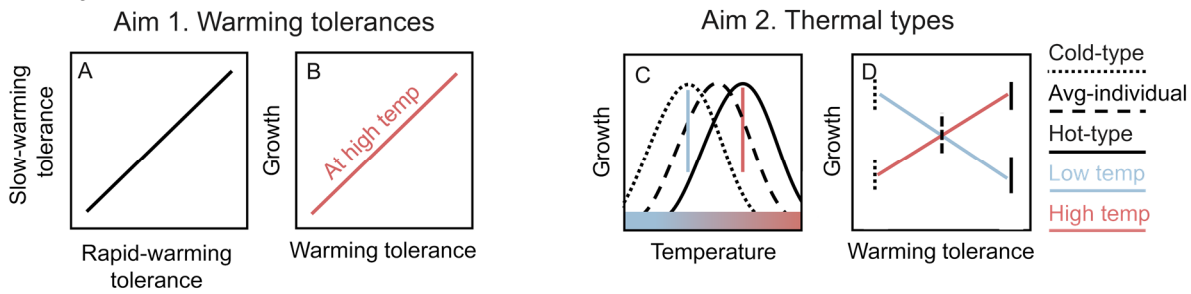 Aim 1. Warming tolerances
A
Slow-warming
tolerance
Rapid-warming
tolerance
B
Growth
At high temp
Warming tolerance
Aim 2. Thermal types
C
Growth
Temperature
D
Growth
Warming tolerance
Cold-type
Avg-individual
Hot-type
Low temp
High temp